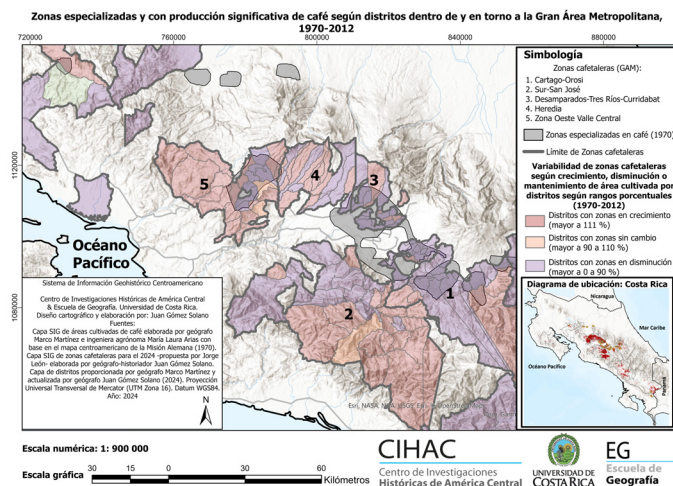 Zonas especializadas y con producción significativa de café según distritos dentro de y en torno a la Gran Área Metropolitana,
1970-2012
720000
760000
800000
840000
880000
1120000
1080000
5
4
3
2
1
Océano
Pacífico
Sistema de Información Geohistórico Centroamericano
Centro de Investigaciones Históricas de América Central
& Escuela de Geografía. Universidad de Costa Rica.
Diseño cartográfico y elaboración por: Juan Gómez Solano
Fuentes:
Capa SIG de áreas cultivadas de café elaborada por geógrafo
Marco Martínez e ingeniera agrónoma María Laura Arias con
base en el mapa centroamericano de la Misión Alemana (1970).
Capa SIG de zonas cafetaleras para el 2024 -propuesta por Jorge
León- elaborada por geógrafo-historiador Juan Gómez Solano.
Capa de distritos proporcionada por geógrafo Marco Martínez y
actualizada por geógrafo Juan Gómez Solano (2024). Proyección
Universal Transversal de Mercator (UTM Zona 16). Datum WGS84.
Año: 2024
N
Simbología
Zonas cafetaleras (GAM):
1. Cartago-Orosi
2. Sur-San José
3. Desamparados-Tres Ríos-Curridabat
4. Heredia
5. Zona Oeste Valle Central
Zonas especializadas en café (1970)
Límite de Zonas cafetaleras
Variabilidad de zonas cafetaleras
según crecimiento, disminución o
mantenimiento de área cultivada por
distritos según rangos porcentuales
(1970-2012)
Distritos con zonas en crecimiento
(mayor a 111 %)
Distritos con zonas sin cambio
(mayor a 90 a 110 %)
Distritos con zonas en disminución
(mayor a 0 a 90 %)
Diagrama de ubicación: Costa Rica
Nicaragua
Mar Caribe
Océano Pacífico
Panamá
Esri, NASA, NGA, USGS
Escala numérica: 1: 900 000
Escala gráfica
30 15 0 30 60
Kilómetros
CIHAC
Centro de Investigaciones
Históricas de América Central
UNIVERSIDAD DE
COSTA RICA
EG
Escuela de
Geografía